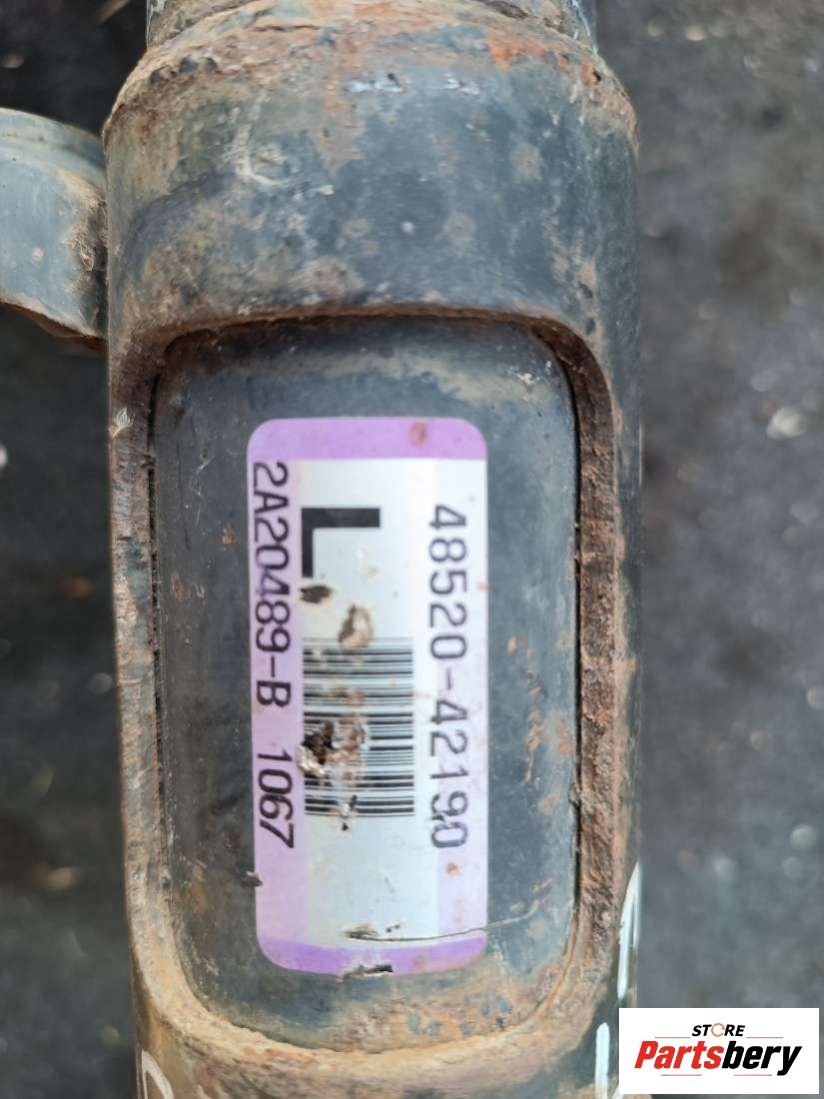 48520-42190
L
2A20489-B 1067
STORE
Partsbery